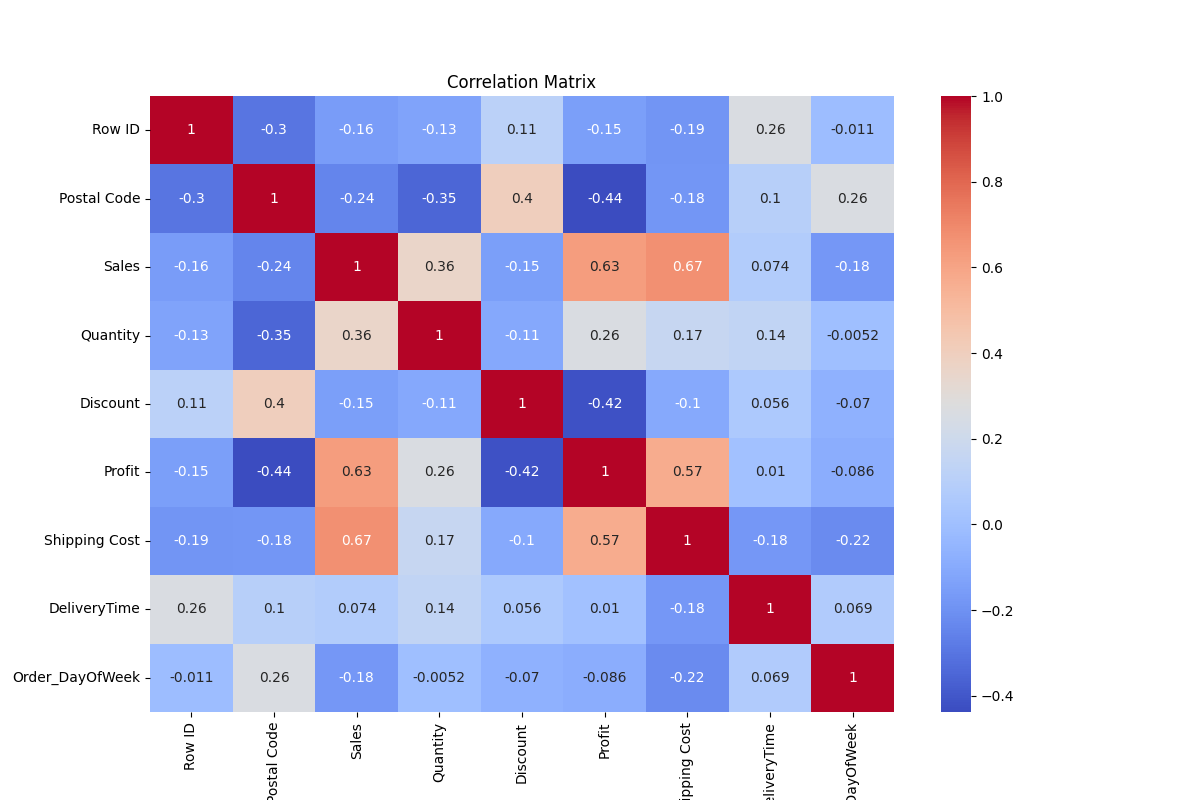 Correlation Matrix
Row ID 1 -0.3 -0.16 -0.13 0.11 -0.15 -0.19 0.26 -0.011
Postal Code -0.3 1 -0.24 -0.35 0.4 -0.44 -0.18 0.1 0.26
Sales -0.16 -0.24 1 0.36 -0.15 0.63 0.67 0.074 -0.18
Quantity -0.13 -0.35 0.36 1 -0.11 0.26 0.17 0.14 -0.0052
Discount 0.11 0.4 -0.15 -0.11 1 -0.42 -0.1 0.056 -0.07
Profit -0.15 -0.44 0.63 0.26 -0.42 1 0.57 0.01 -0.086
Shipping Cost -0.19 -0.18 0.67 0.17 -0.1 0.57 1 -0.18 -0.22
DeliveryTime 0.26 0.1 0.074 0.14 0.056 0.01 -0.18 1 0.069
Order_DayOfWeek -0.011 0.26 -0.18 -0.0052 -0.07 -0.086 -0.22 0.069 1
Row ID
Postal Code
Sales
Quantity
Discount
Profit
ipping Cost
eliveryTime
DayOfWeek
1.0
0.8
0.6
0.4
0.2
0.0
−0.2
−0.4